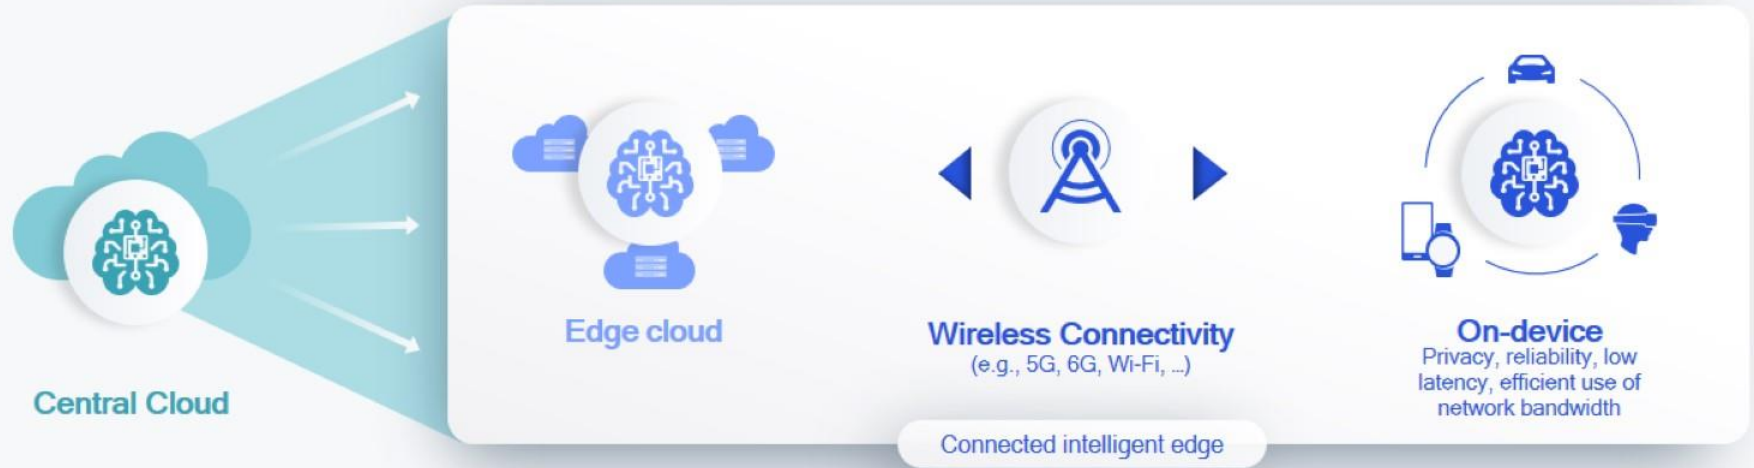 Central Cloud
Edge cloud
Wireless Connectivity
(e.g., 5G, 6G, Wi-Fi, ...)
On-device
Privacy, reliability, low
latency, efficient use of
network bandwidth
Connected intelligent edge